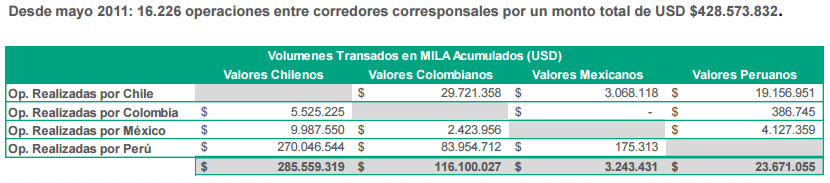 Desde mayo 2011: 16.226 operaciones entre corredores corresponsales por un monto total de USD $428.573.832.
Volumenes Transados en MILA Acumulados (USD)
Valores Chilenos Valores Colombianos Valores Mexicanos Valores Peruanos
Op. Realizadas por Chile $ 29.721.358 $ 3.068.118 $ 19.156.951
Op. Realizadas por Colombia $ 5.525.225 $ - $ 386.745
Op. Realizadas por México $ 9.987.550 $ 2.423.956 $ 4.127.359
Op. Realizadas por Perú $ 270.046.544 $ 83.954.712 $ 175.313
$ 285.559.319 $ 116.100.027 $ 3.243.431 $ 23.671.055